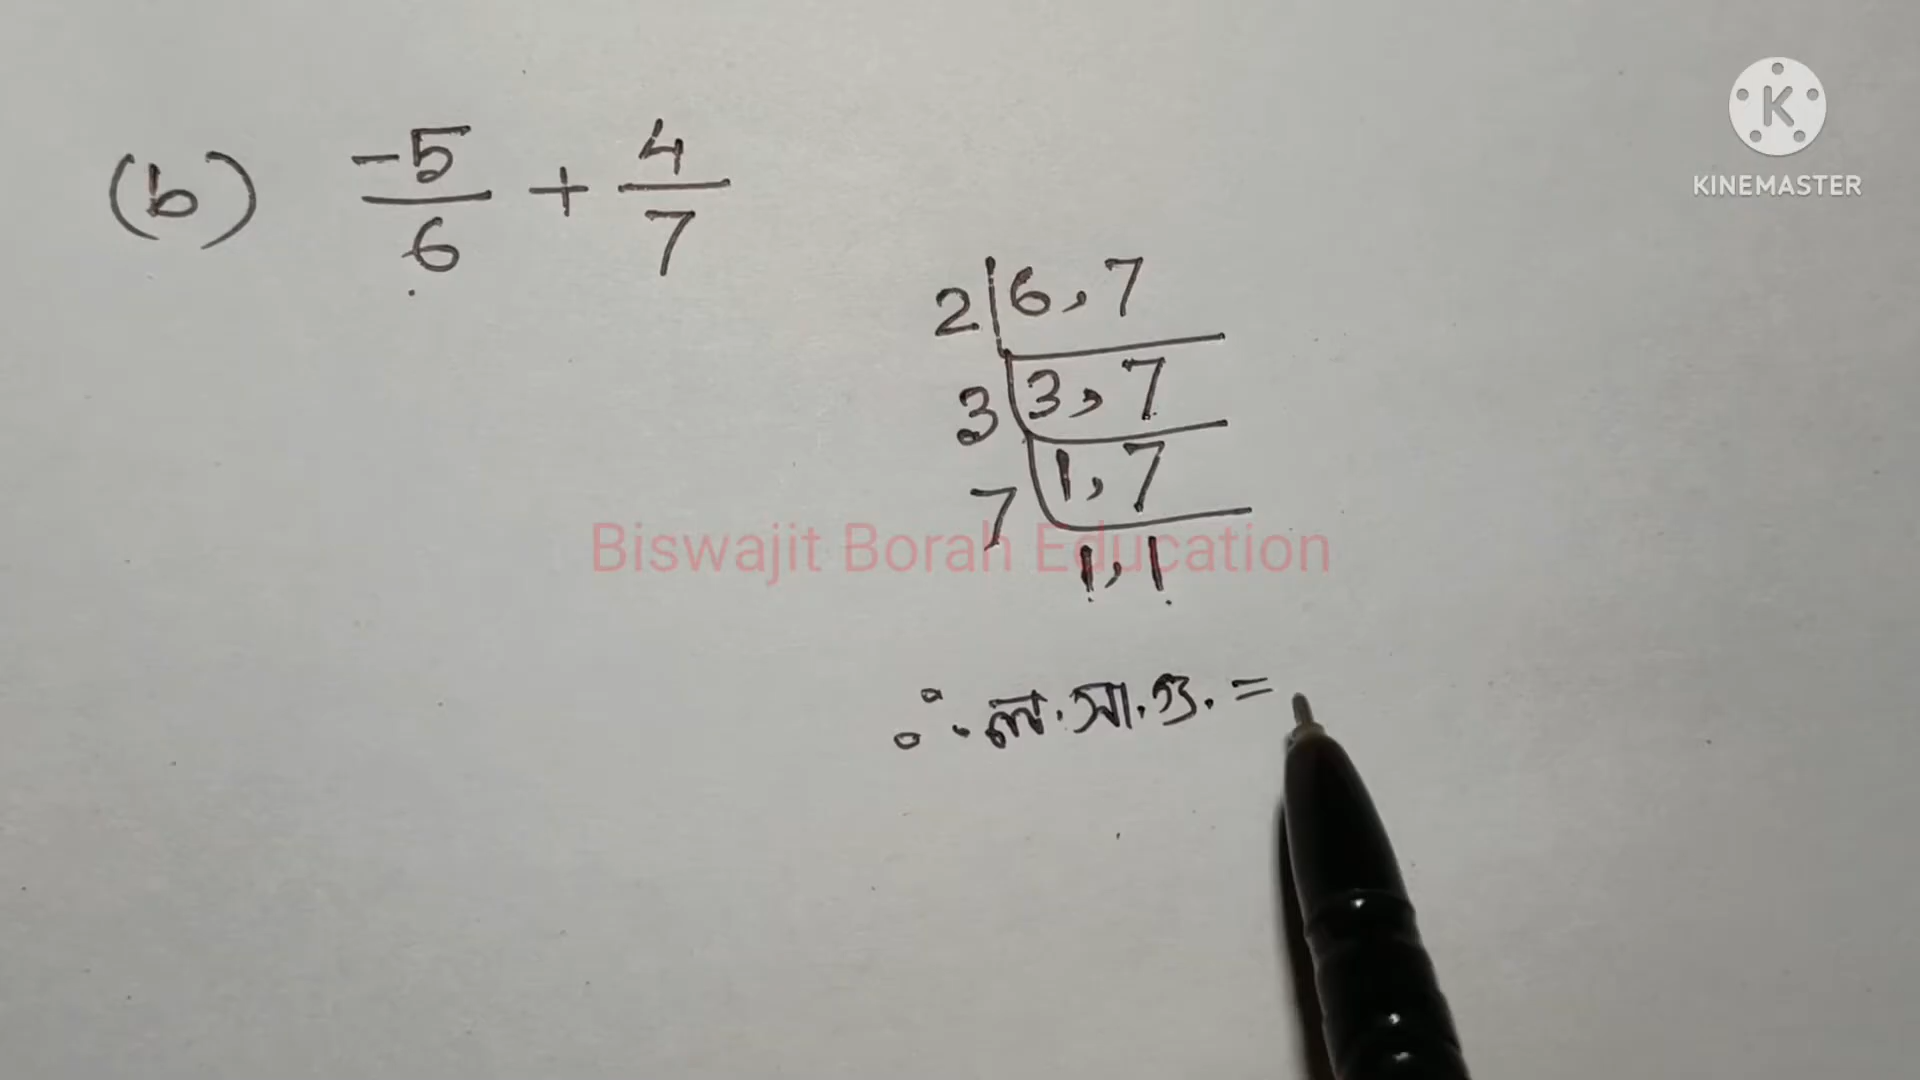 (b) -5/6 + 4/7
2 | 6, 7
3 | 3, 7
7 | 1, 7
1, 1
∴ ল.সা.গু. =
K
KINEMASTER
Biswajit Borah Education